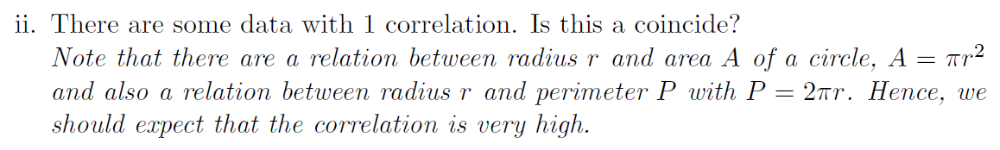 ii. There are some data with 1 correlation. Is this a coincide?
Note that there are a relation between radius r and area A of a circle, A = πr²
and also a relation between radius r and perimeter P with P = 2πr. Hence, we
should expect that the correlation is very high.